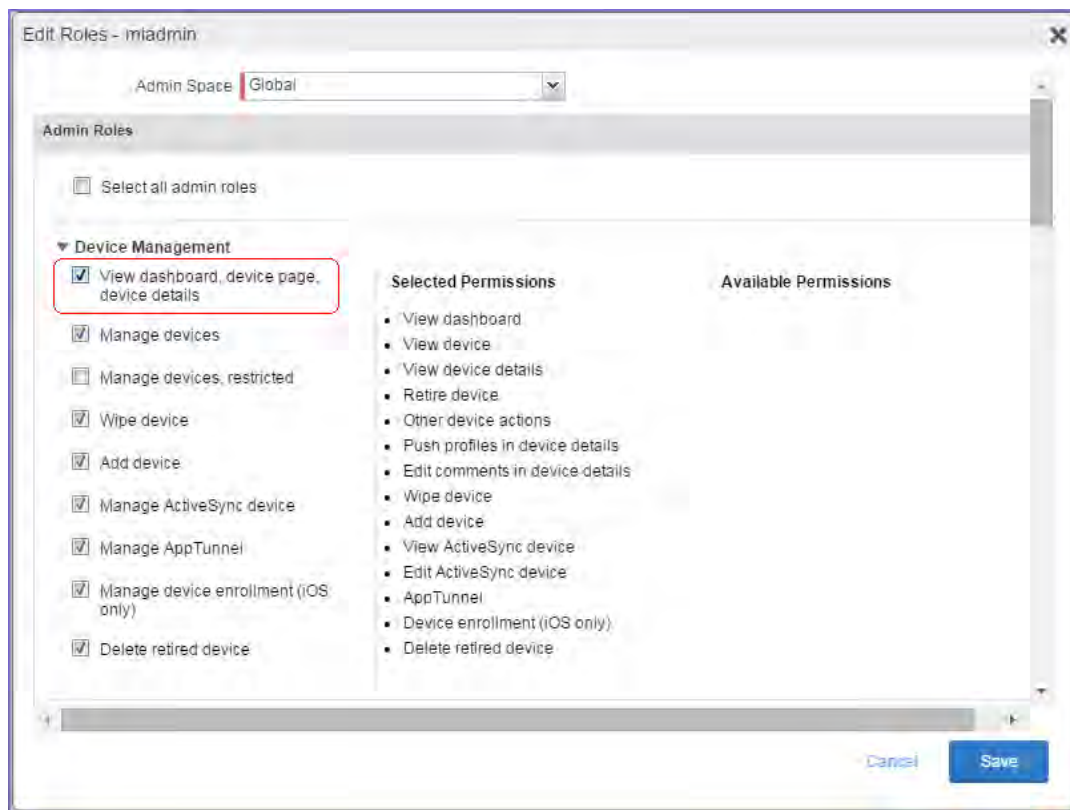 Edit Roles - miadmin
Admin Space Global
Admin Roles
Select all admin roles
Device Management
View dashboard, device page,
device details
Manage devices
Manage devices, restricted
Wipe device
Add device
Manage ActiveSync device
Manage AppTunnel
Manage device enrollment (iOS
only)
Delete retired device
Selected Permissions
• View dashboard
• View device
• View device details
• Retire device
• Other device actions
• Push profiles in device details
• Edit comments in device details
• Wipe device
• Add device
• View ActiveSync device
• Edit ActiveSync device
• AppTunnel
• Device enrollment (iOS only)
• Delete retired device
Available Permissions
Cancel
Save